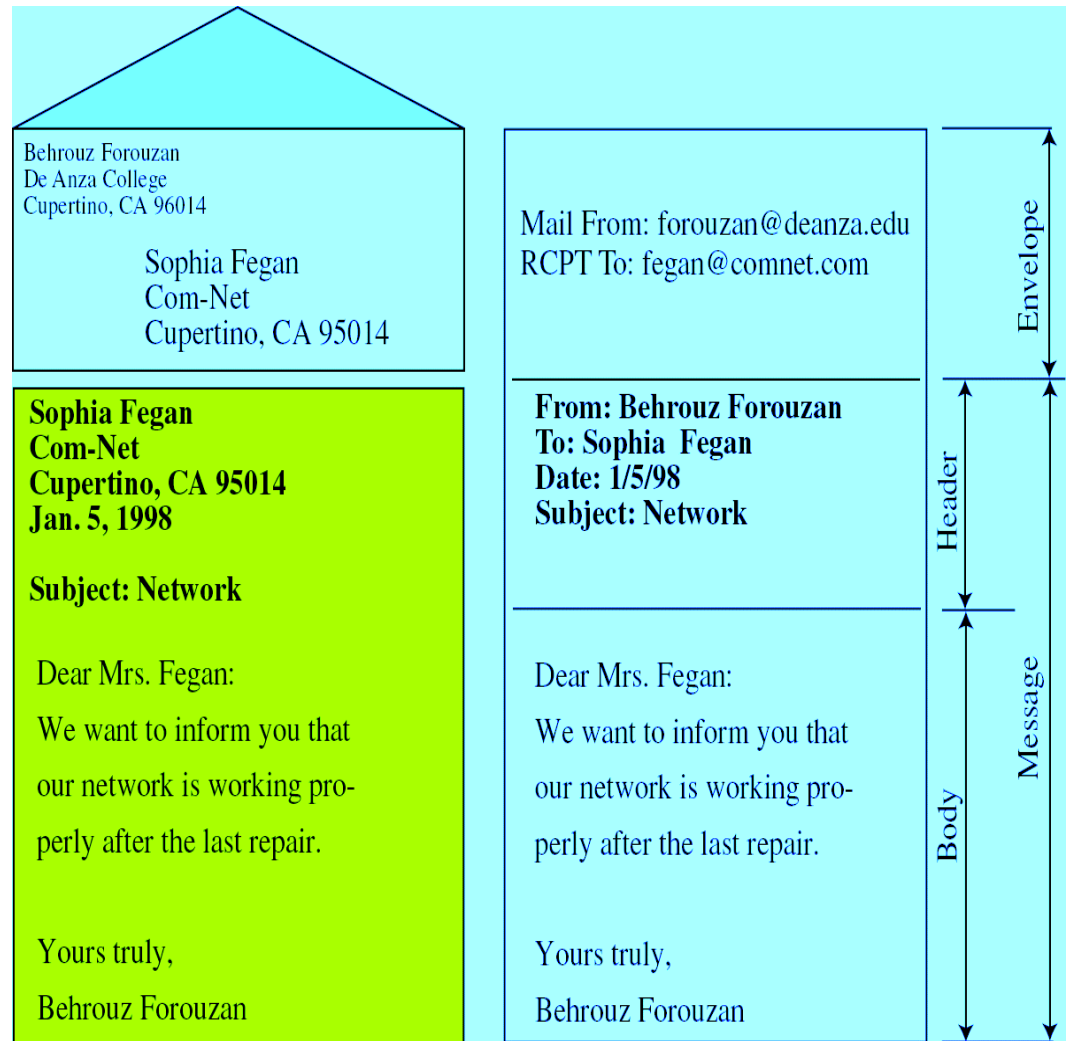 Behrouz Forouzan
De Anza College
Cupertino, CA 96014
Sophia Fegan
Com-Net
Cupertino, CA 95014
Sophia Fegan
Com-Net
Cupertino, CA 95014
Jan. 5, 1998
Subject: Network
Dear Mrs. Fegan:
We want to inform you that
our network is working pro-
perly after the last repair.
Yours truly,
Behrouz Forouzan
Mail From: forouzan@deanza.edu
RCPT To: fegan@comnet.com
From: Behrouz Forouzan
To: Sophia Fegan
Date: 1/5/98
Subject: Network
Dear Mrs. Fegan:
We want to inform you that
our network is working pro-
perly after the last repair.
Yours truly,
Behrouz Forouzan
Envelope
Header
Body
Message